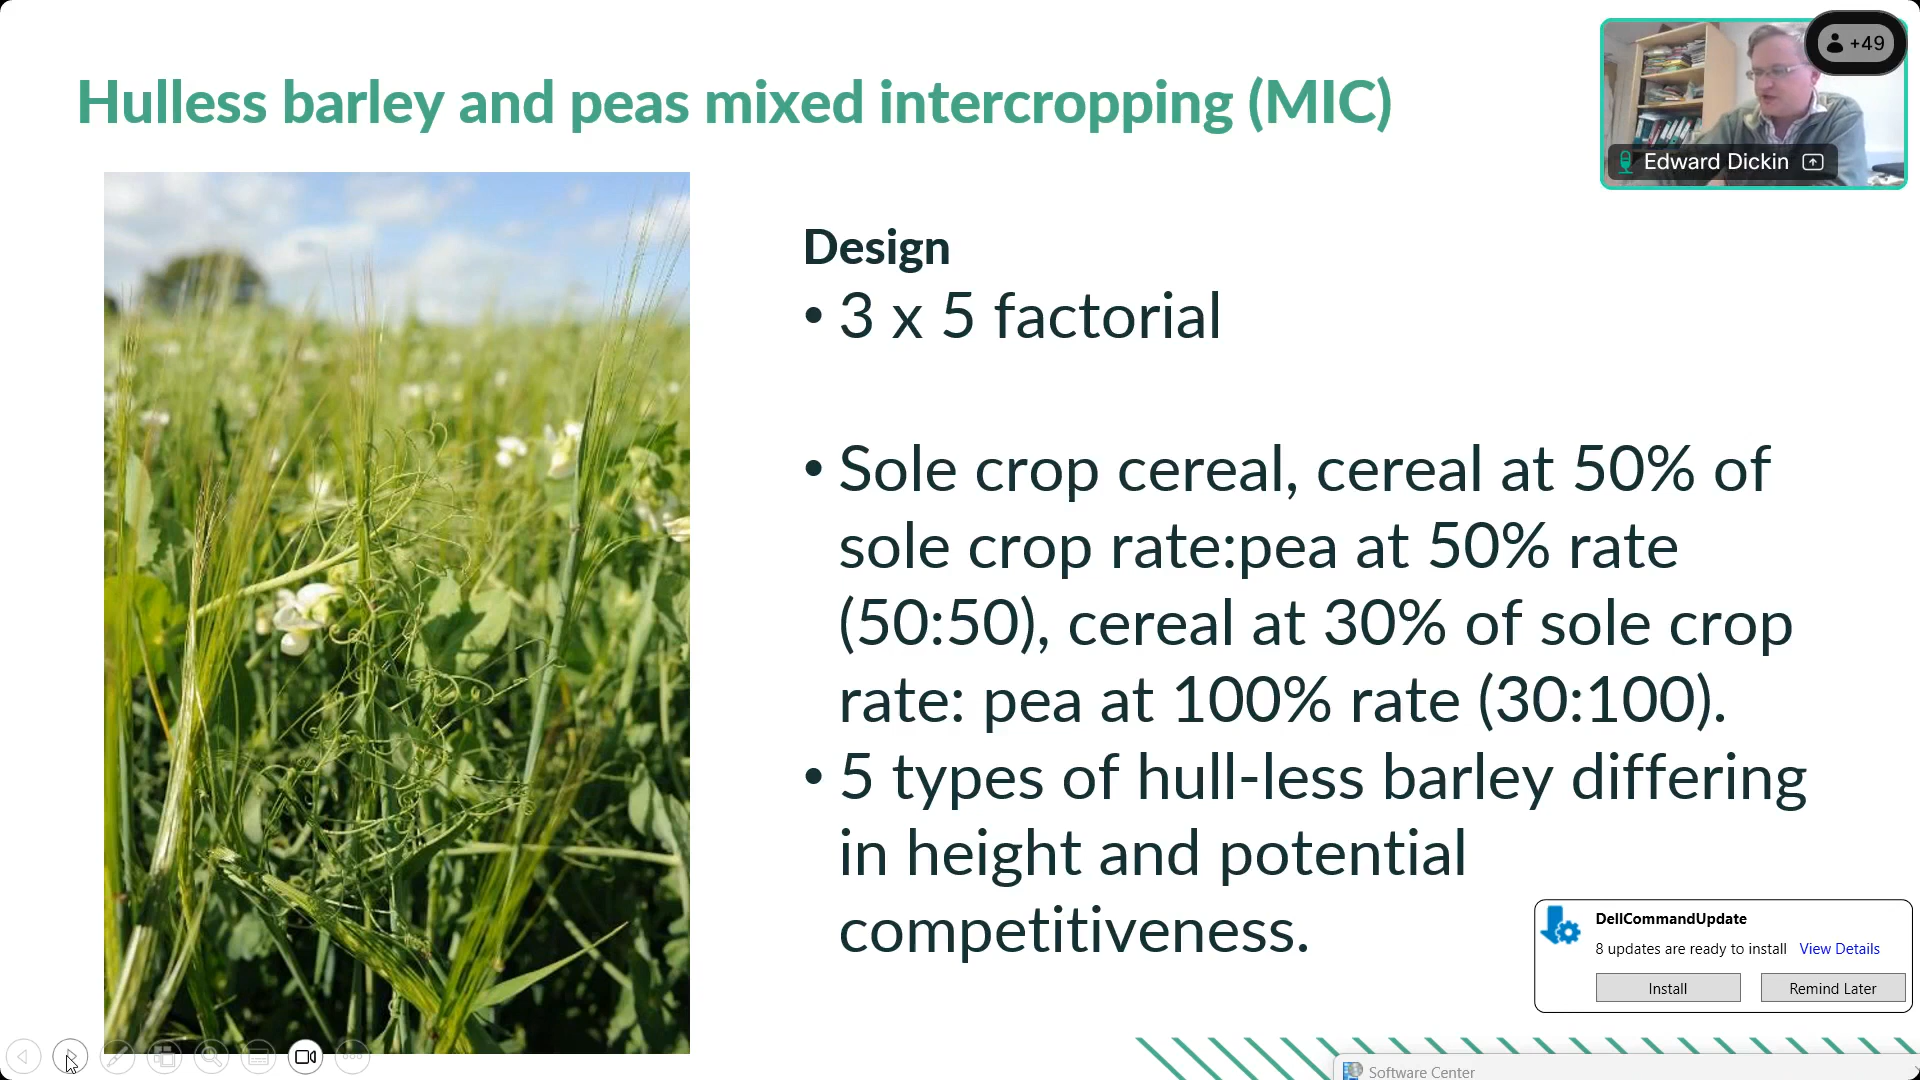 Hulless barley and peas mixed intercropping (MIC)
+49
Edward Dickin
Design
• 3 x 5 factorial
• Sole crop cereal, cereal at 50% of
sole crop rate:pea at 50% rate
(50:50), cereal at 30% of sole crop
rate: pea at 100% rate (30:100).
• 5 types of hull-less barley differing
in height and potential
competitiveness.
DellCommandUpdate
8 updates are ready to install View Details
Install Remind Later
Software Center